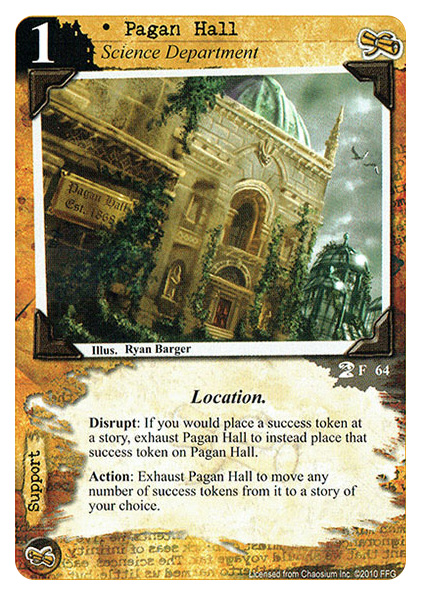 1
• Pagan Hall
Science Department
Pagan Hall
Est. 1865
Illus. Ryan Barger
F 64
Location.
Disrupt: If you would place a success token at
a story, exhaust Pagan Hall to instead place that
success token on Pagan Hall.
Action: Exhaust Pagan Hall to move any
number of success tokens from it to a story of
your choice.
Support
Licensed from Chaosium Inc. ©2010 FFG